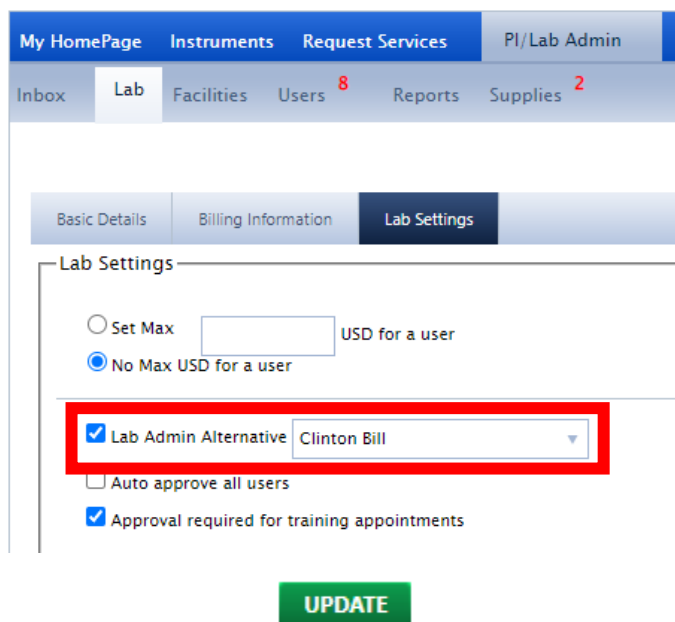 My HomePage Instruments Request Services PI/Lab Admin
Inbox Lab Facilities Users 8 Reports Supplies 2
Basic Details Billing Information Lab Settings
Lab Settings
Set Max USD for a user
No Max USD for a user
Lab Admin Alternative Clinton Bill
Auto approve all users
Approval required for training appointments
UPDATE